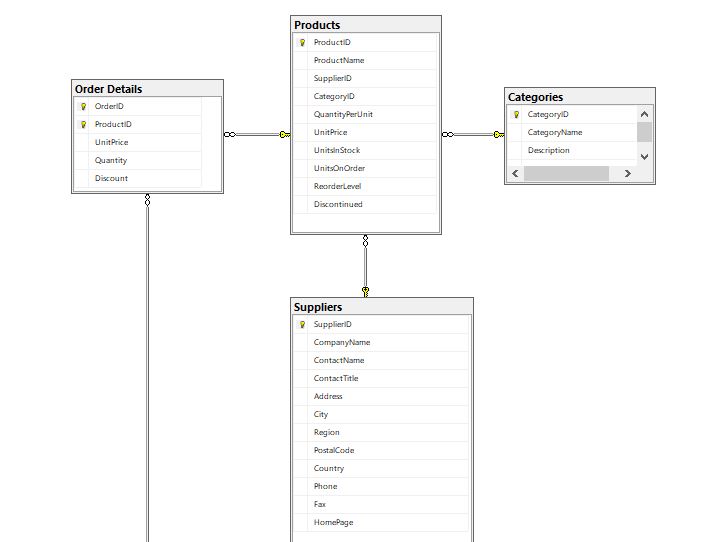 Products
ProductID
ProductName
SupplierID
CategoryID
QuantityPerUnit
UnitPrice
UnitsInStock
UnitsOnOrder
ReorderLevel
Discontinued
Order Details
OrderID
ProductID
UnitPrice
Quantity
Discount
Categories
CategoryID
CategoryName
Description
Suppliers
SupplierID
CompanyName
ContactName
ContactTitle
Address
City
Region
PostalCode
Country
Phone
Fax
HomePage